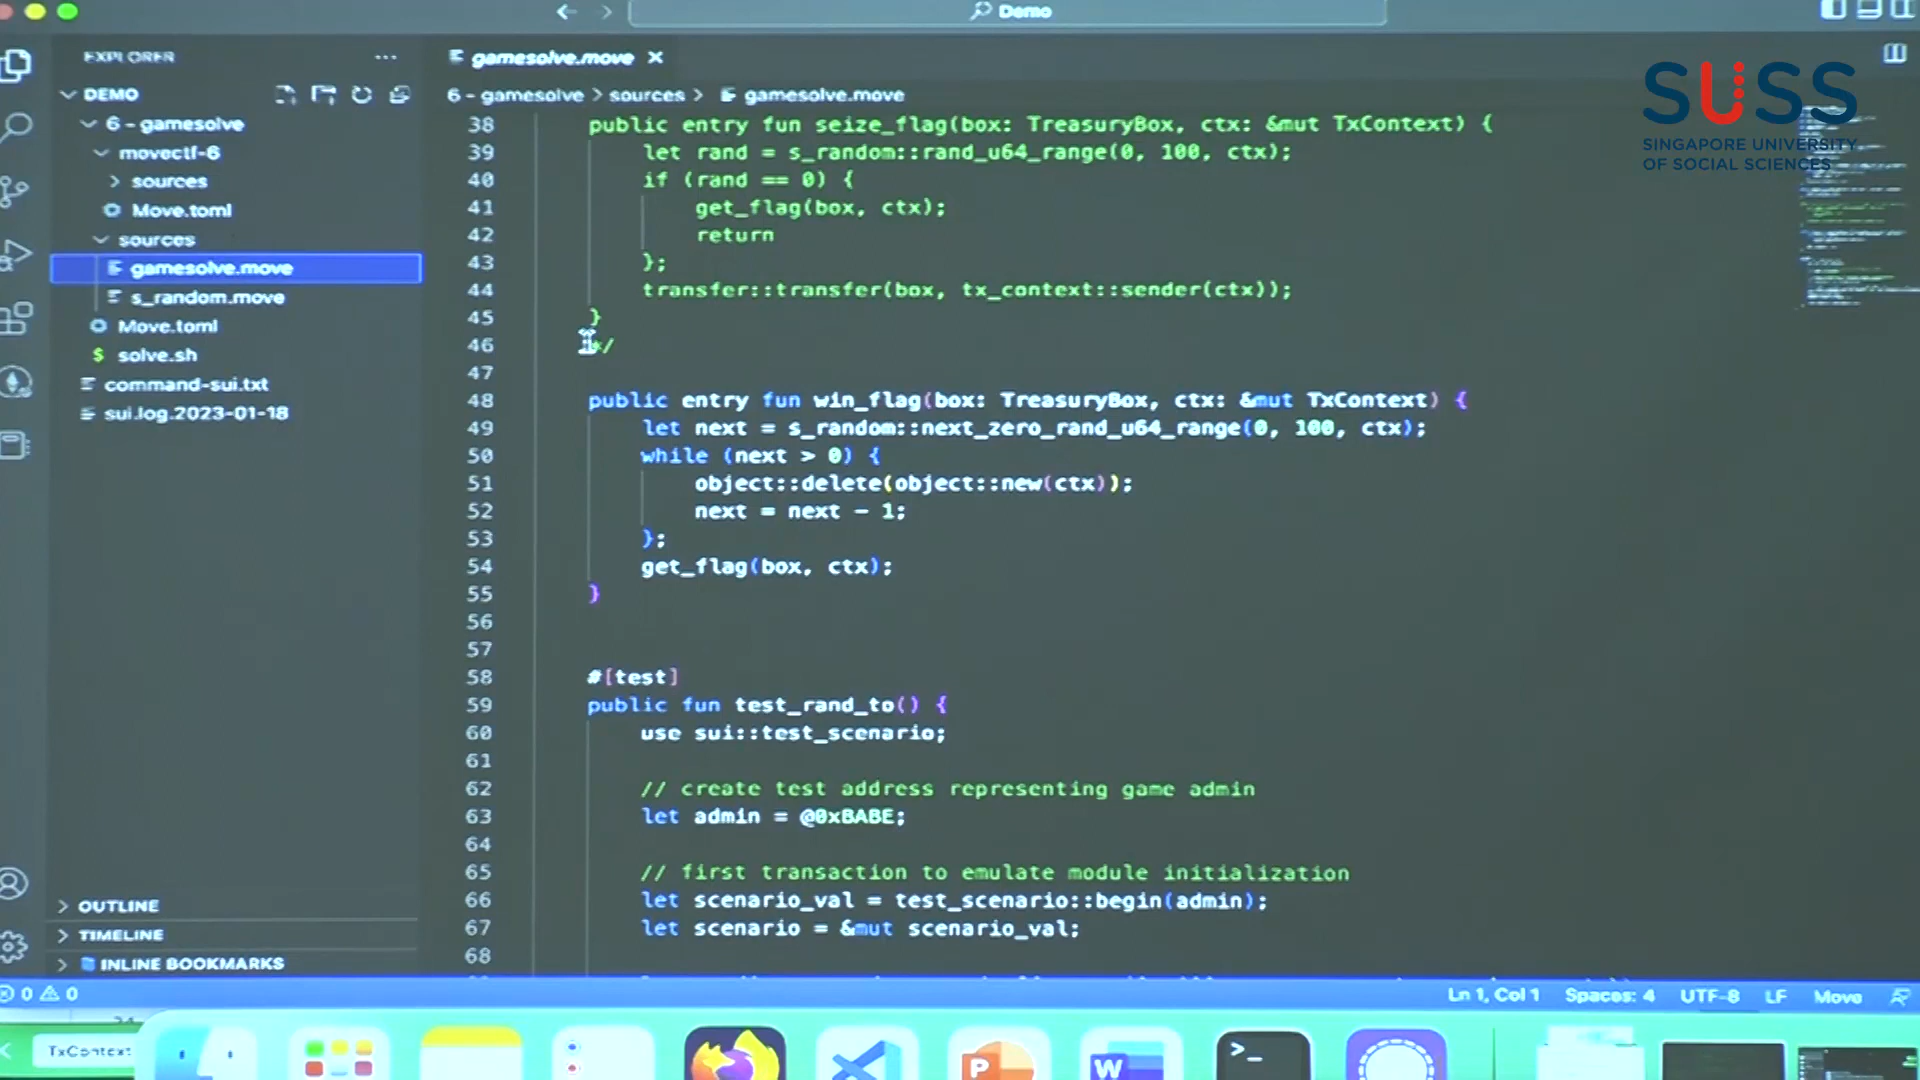 Demo
EXPLORER
gamesolve.move
SUSS
SINGAPORE UNIVERSITY
OF SOCIAL SCIENCES
DEMO
6 - gamesolve > sources > gamesolve.move
6 - gamesolve
movectf-6
sources
Move.toml
sources
gamesolve.move
s_random.move
Move.toml
$ solve.sh
command-sui.txt
sui.log.2023-01-18
OUTLINE
TIMELINE
INLINE BOOKMARKS
38 public entry fun seize_flag(box: TreasuryBox, ctx: &mut TxContext) {
39 let rand = s_random::rand_u64_range(0, 100, ctx);
40 if (rand == 0) {
41 get_flag(box, ctx);
42 return
43 };
44 transfer::transfer(box, tx_context::sender(ctx));
45 }
46 */
47
48 public entry fun win_flag(box: TreasuryBox, ctx: &mut TxContext) {
49 let next = s_random::next_zero_rand_u64_range(0, 100, ctx);
50 while (next > 0) {
51 object::delete(object::new(ctx));
52 next = next - 1;
53 };
54 get_flag(box, ctx);
55 }
56
57
58 #[test]
59 public fun test_rand_to() {
60 use sui::test_scenario;
61
62 // create test address representing game admin
63 let admin = @0xBABE;
64
65 // first transaction to emulate module initialization
66 let scenario_val = test_scenario::begin(admin);
67 let scenario = &mut scenario_val;
68
0 0
Ln 1, Col 1 Spaces: 4 UTF-8 LF Move
TxContext
P
W
>_